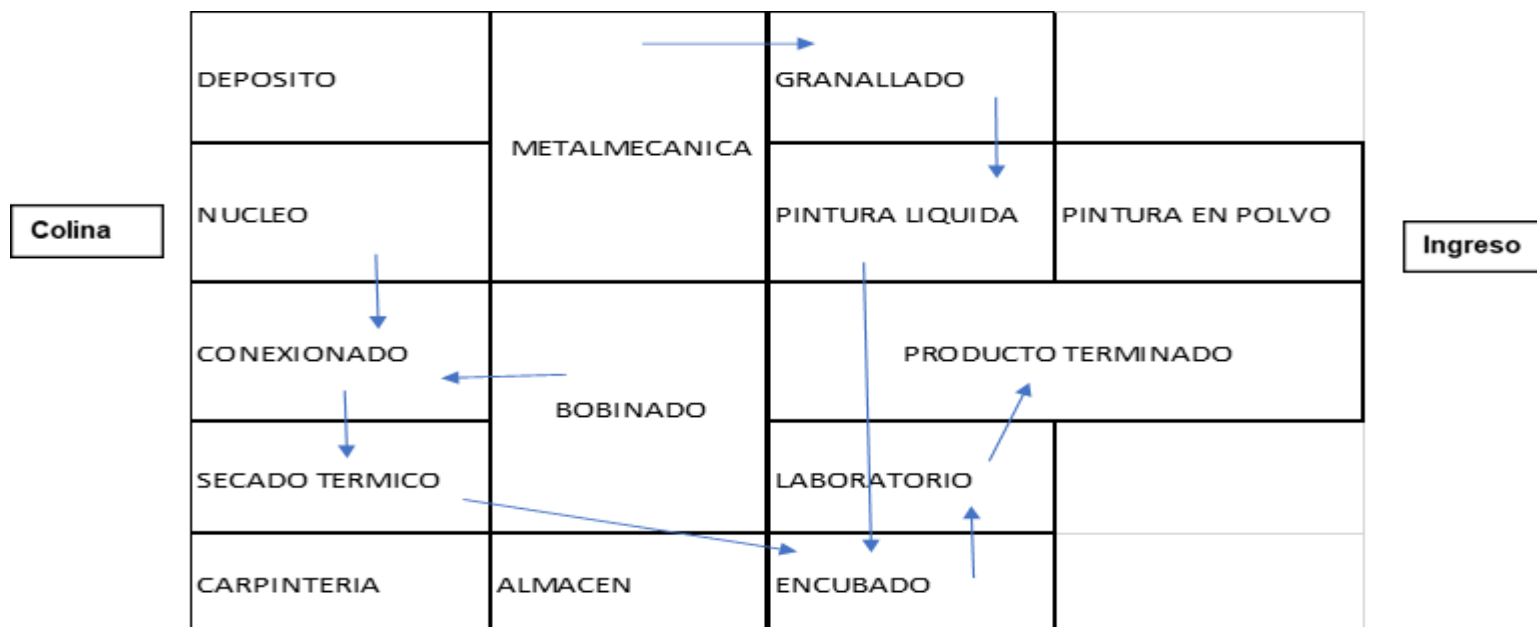 DEPOSITO
GRANALLADO
METALMECANICA
NUCLEO
PINTURA LIQUIDA
PINTURA EN POLVO
Colina
Ingreso
CONEXIONADO
PRODUCTO TERMINADO
BOBINADO
SECADO TERMICO
LABORATORIO
CARPINTERIA
ALMACEN
ENCUBADO